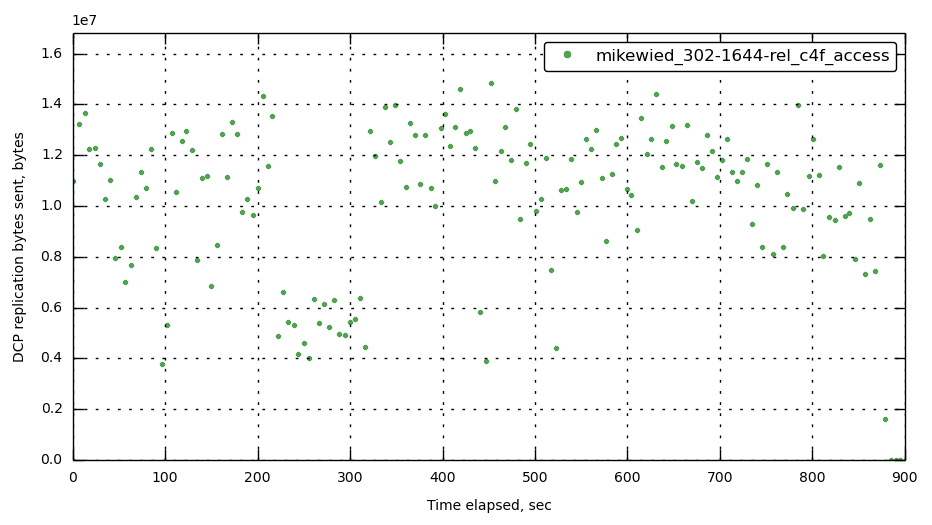 1e7
mikewied_302-1644-rel_c4f_access
1.6
1.4
1.2
1.0
0.8
0.6
0.4
0.2
0.0
DCP replication bytes sent, bytes
0 100 200 300 400 500 600 700 800 900
Time elapsed, sec